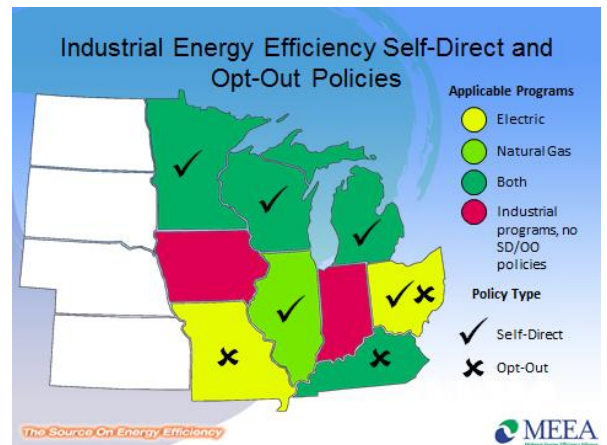 Industrial Energy Efficiency Self-Direct and
Opt-Out Policies
Applicable Programs
Electric
Natural Gas
Both
Industrial
programs, no
SD/OO
policies
Policy Type
Self-Direct
Opt-Out
The Source On Energy Efficiency
MEEA